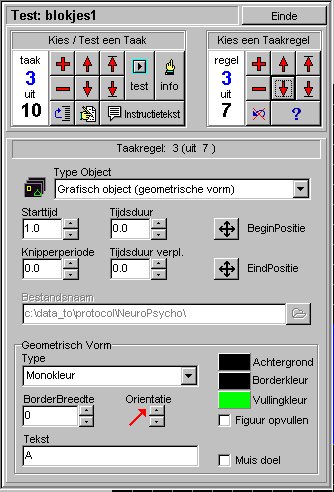 Test: blokjes1
Einde
Kies / Test een Taak
taak
3
uit
10
test
info
Instructietekst
Kies een Taakregel
regel
3
uit
7
?
Taakregel: 3 (uit 7 )
Type Object
Grafisch object (geometrische vorm)
Starttijd
Tijdsduur
1.0
0.0
BeginPositie
Knipperperiode
Tijdsduur verpl.
0.0
0.0
EindPositie
Bestandsnaam
c:\data_to\protocol\NeuroPsycho\
Geometrisch Vorm
Type
Monokleur
Achtergrond
Borderkleur
Vullingkleur
BorderBreedte
Orientatie
0
Figuur opvullen
Tekst
A
Muis doel